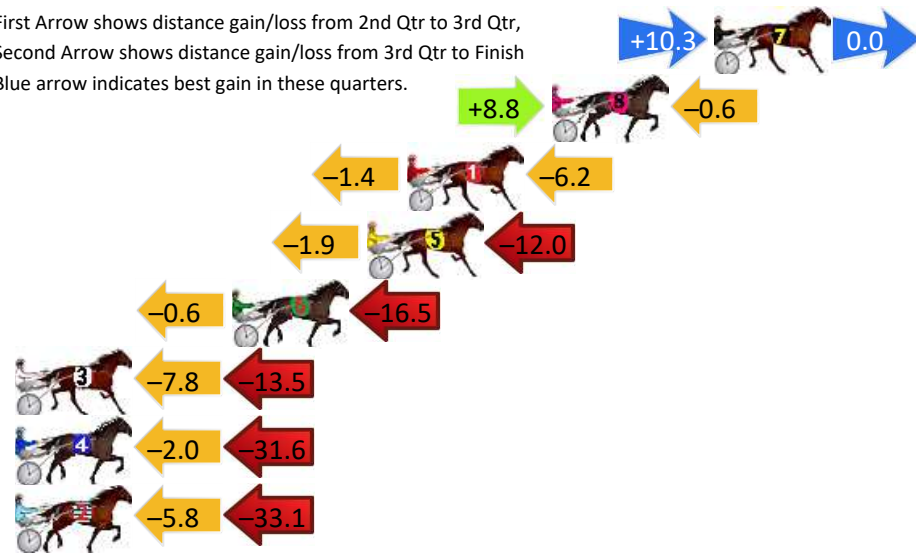 First Arrow shows distance gain/loss from 2nd Qtr to 3rd Qtr,
Second Arrow shows distance gain/loss from 3rd Qtr to Finish
Blue arrow indicates best gain in these quarters.
+10.3 7 0.0
+8.8 8 –0.6
–1.4 1 –6.2
–1.9 5 –12.0
–0.6 6 –16.5
3 –7.8 –13.5
4 –2.0 –31.6
2 –5.8 –33.1